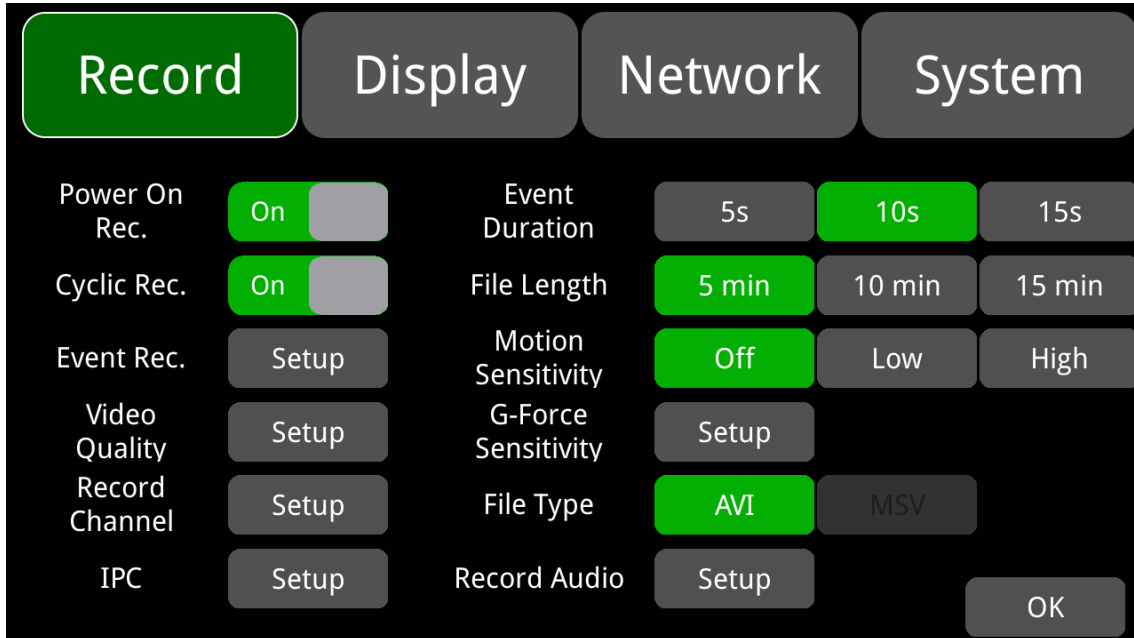 Record Display Network System
Power On
Rec.
On
Event
Duration
5s 10s 15s
Cyclic Rec. On
File Length 5 min 10 min 15 min
Event Rec. Setup
Motion
Sensitivity
Off Low High
Video
Quality
Setup
G-Force
Sensitivity
Setup
Record
Channel
Setup
File Type AVI MSV
IPC Setup
Record Audio Setup
OK